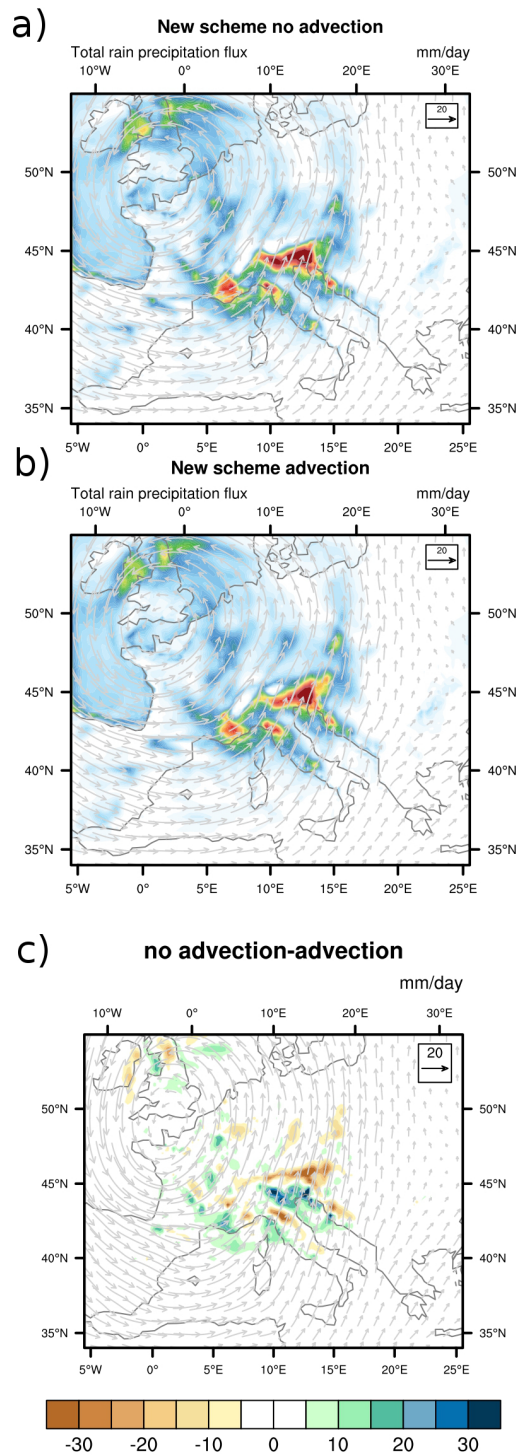 a)
New scheme no advection
Total rain precipitation flux mm/day
10°W 0° 10°E 20°E 30°E
20
50°N 50°N
45°N 45°N
40°N 40°N
35°N 35°N
5°W 0° 5°E 10°E 15°E 20°E 25°E
b)
New scheme advection
Total rain precipitation flux mm/day
10°W 0° 10°E 20°E 30°E
20
50°N 50°N
45°N 45°N
40°N 40°N
35°N 35°N
5°W 0° 5°E 10°E 15°E 20°E 25°E
c)
no advection-advection
mm/day
10°W 0° 10°E 20°E 30°E
20
50°N 50°N
45°N 45°N
40°N 40°N
35°N 35°N
5°W 0° 5°E 10°E 15°E 20°E 25°E
-30 -20 -10 0 10 20 30